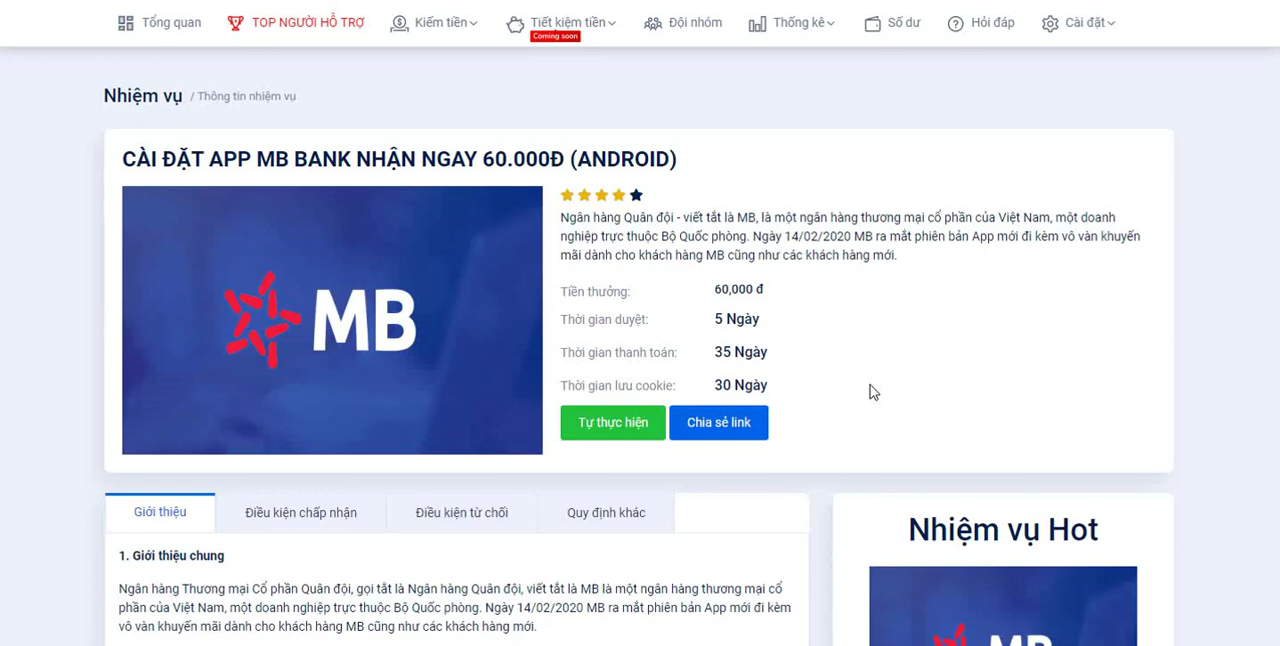 Tổng quan
TOP NGƯỜI HỖ TRỢ
Kiếm tiền
Tiết kiệm tiền
Coming soon
Đội nhóm
Thống kê
Số dư
Hỏi đáp
Cài đặt
Nhiệm vụ / Thông tin nhiệm vụ
CÀI ĐẶT APP MB BANK NHẬN NGAY 60.000Đ (ANDROID)
MB
Ngân hàng Quân đội - viết tắt là MB, là một ngân hàng thương mại cổ phần của Việt Nam, một doanh
nghiệp trực thuộc Bộ Quốc phòng. Ngày 14/02/2020 MB ra mắt phiên bản App mới đi kèm vô vàn khuyến
mãi dành cho khách hàng MB cũng như các khách hàng mới.
Tiền thưởng: 60,000 đ
Thời gian duyệt: 5 Ngày
Thời gian thanh toán: 35 Ngày
Thời gian lưu cookie: 30 Ngày
Tự thực hiện
Chia sẻ link
Giới thiệu
Điều kiện chấp nhận
Điều kiện từ chối
Quy định khác
1. Giới thiệu chung
Ngân hàng Thương mại Cổ phần Quân đội, gọi tắt là Ngân hàng Quân đội, viết tắt là MB là một ngân hàng thương mại cổ
phần của Việt Nam, một doanh nghiệp trực thuộc Bộ Quốc phòng. Ngày 14/02/2020 MB ra mắt phiên bản App mới đi kèm
vô vàn khuyến mãi dành cho khách hàng MB cũng như các khách hàng mới.
Nhiệm vụ Hot
MB